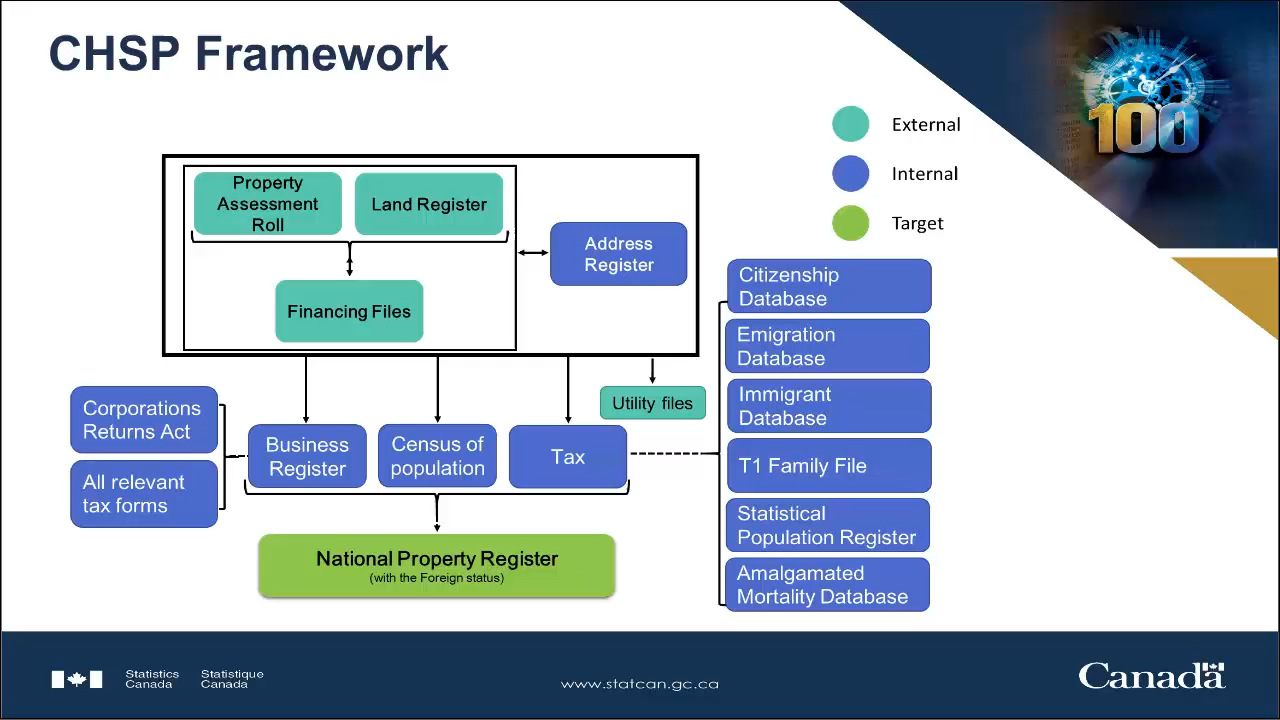 CHSP Framework
100
External
Internal
Target
Property
Assessment
Roll
Land Register
Financing Files
Address
Register
Utility files
Citizenship
Database
Emigration
Database
Immigrant
Database
T1 Family File
Statistical
Population Register
Amalgamated
Mortality Database
Corporations
Returns Act
All relevant
tax forms
Business
Register
Census of
population
Tax
National Property Register
(with the Foreign status)
Statistics
Canada
Statistique
Canada
www.statcan.gc.ca
Canada